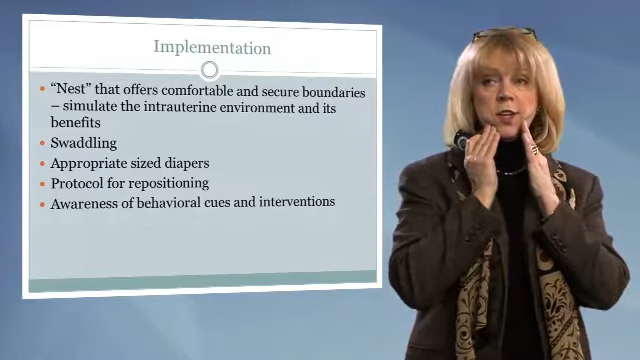 Implementation
“Nest” that offers comfortable and secure boundaries
– simulate the intrauterine environment and its
benefits
Swaddling
Appropriate sized diapers
Protocol for repositioning
Awareness of behavioral cues and interventions